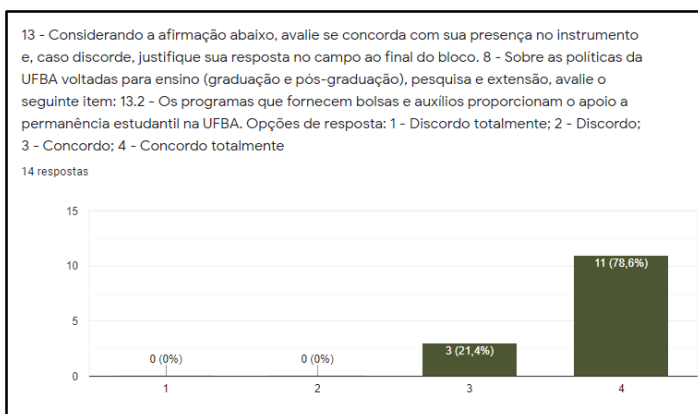 13 - Considerando a afirmação abaixo, avalie se concorda com sua presença no instrumento
e, caso discorde, justifique sua resposta no campo ao final do bloco. 8 - Sobre as políticas da
UFBA voltadas para ensino (graduação e pós-graduação), pesquisa e extensão, avalie o
seguinte item: 13.2 - Os programas que fornecem bolsas e auxílios proporcionam o apoio a
permanência estudantil na UFBA. Opções de resposta: 1 - Discordo totalmente; 2 - Discordo;
3 - Concordo; 4 - Concordo totalmente
14 respostas
15
10
5
0
0 (0%)
0 (0%)
3 (21,4%)
11 (78,6%)
1
2
3
4